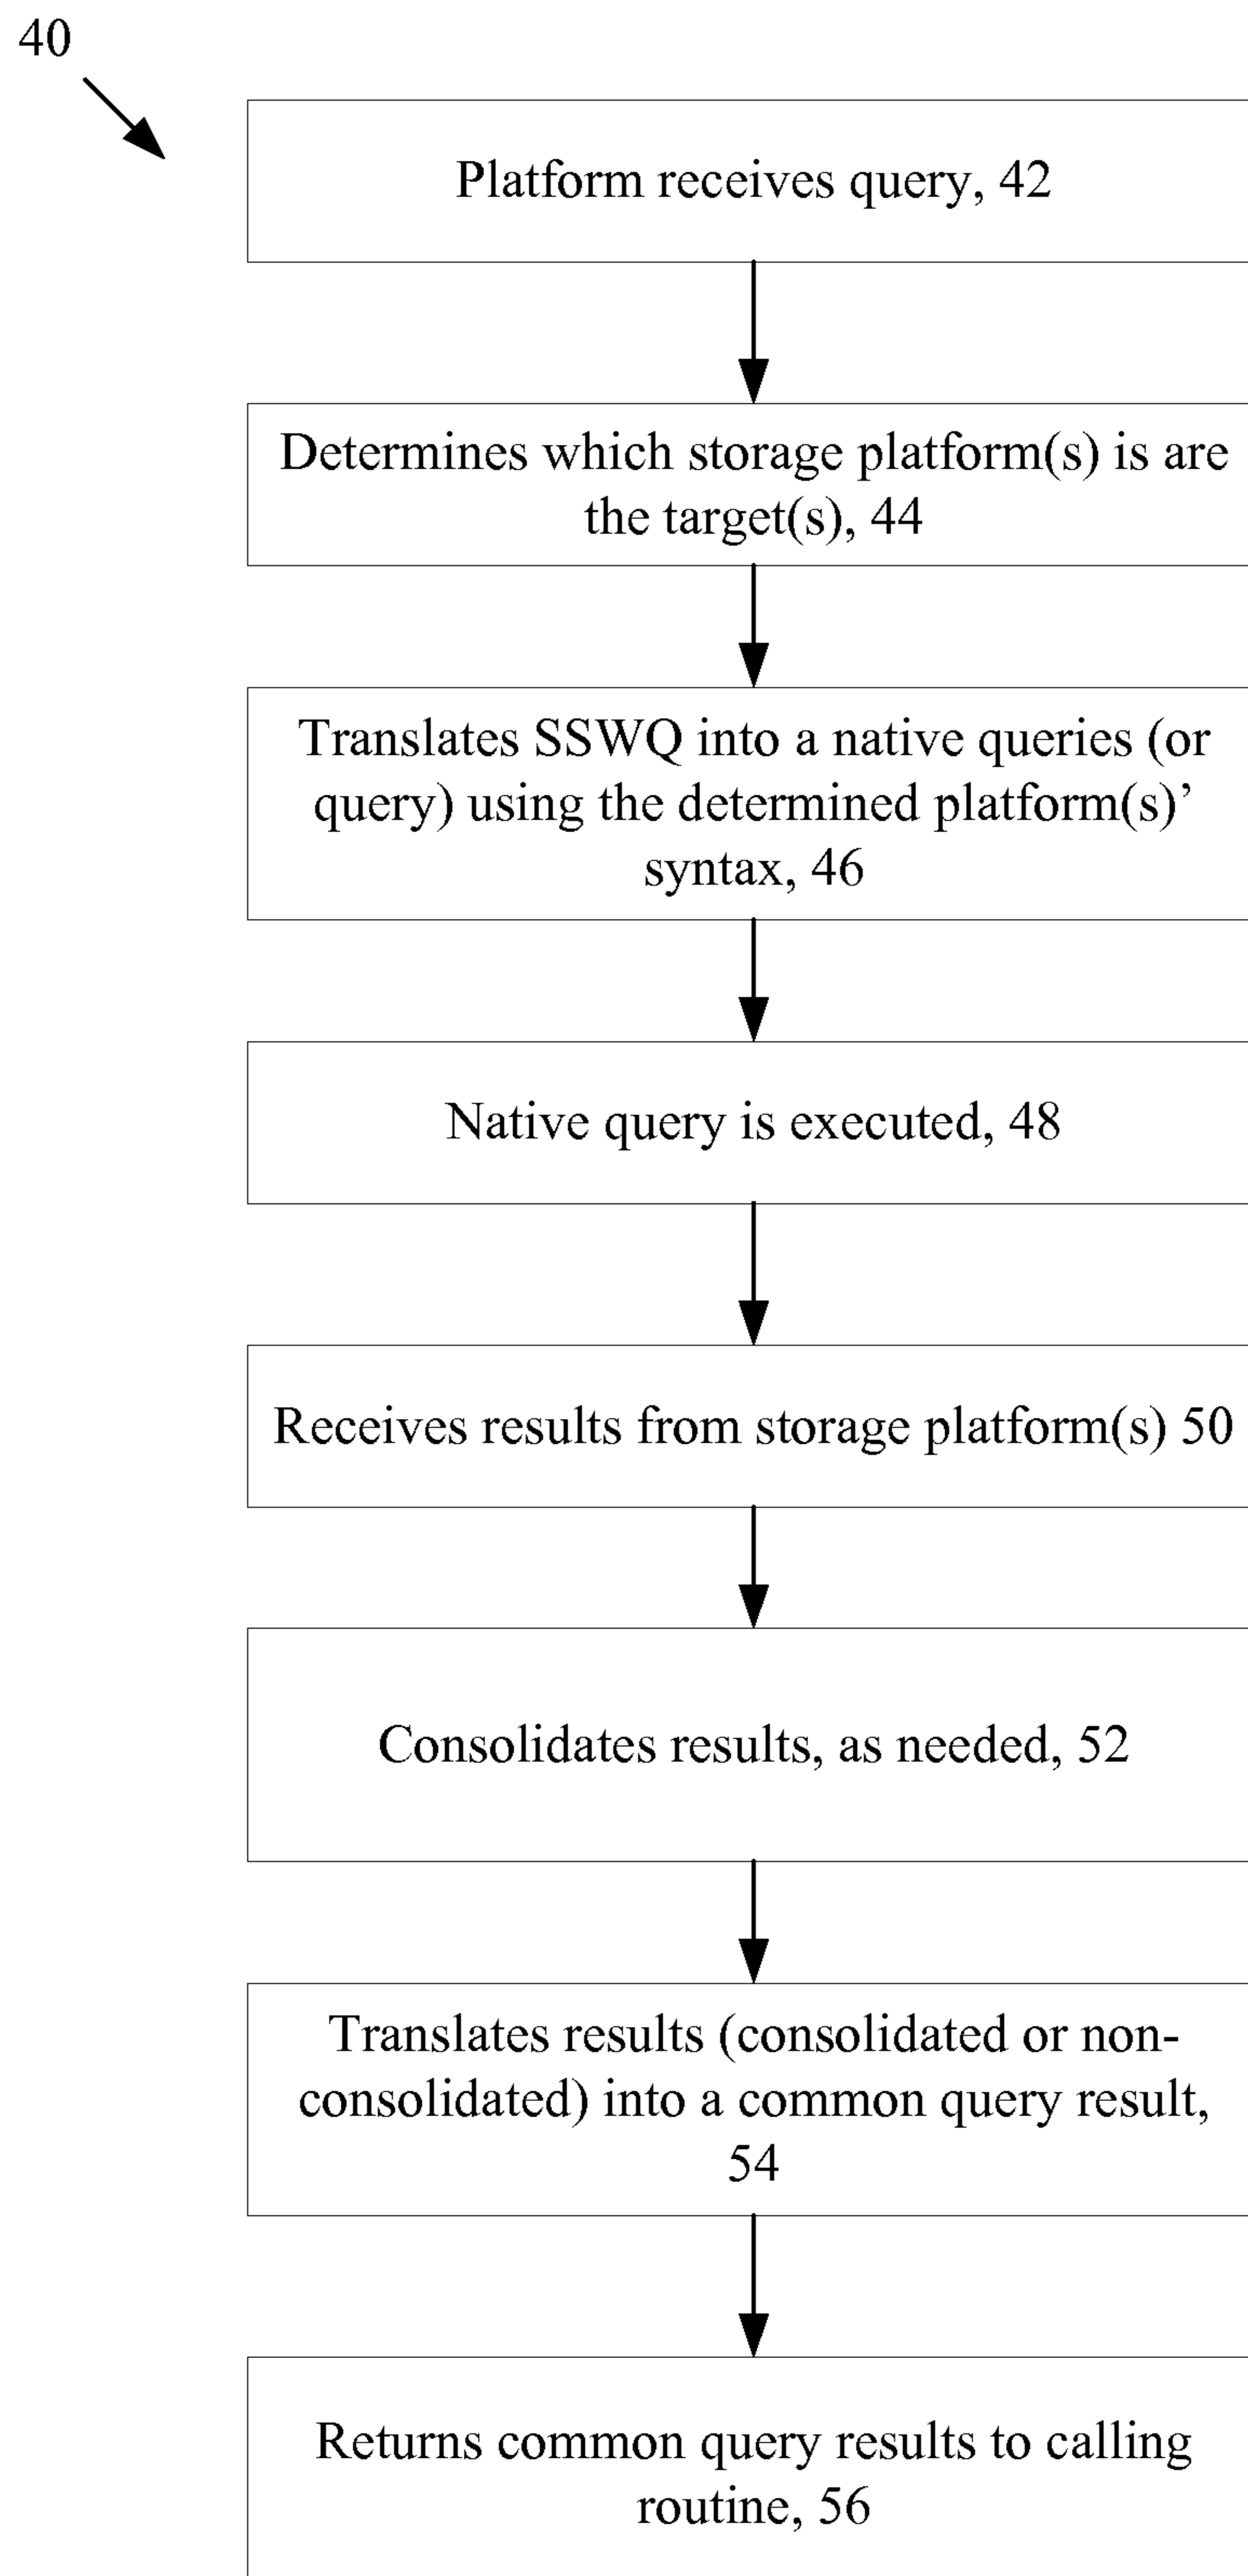 40
Platform receives query, 42
Determines which storage platform(s) is are
the target(s), 44
Translates SSWQ into a native queries (or
query) using the determined platform(s)’
syntax, 46
Native query is executed, 48
Receives results from storage platform(s) 50
Consolidates results, as needed, 52
Translates results (consolidated or non-
consolidated) into a common query result,
54
Returns common query results to calling
routine, 56